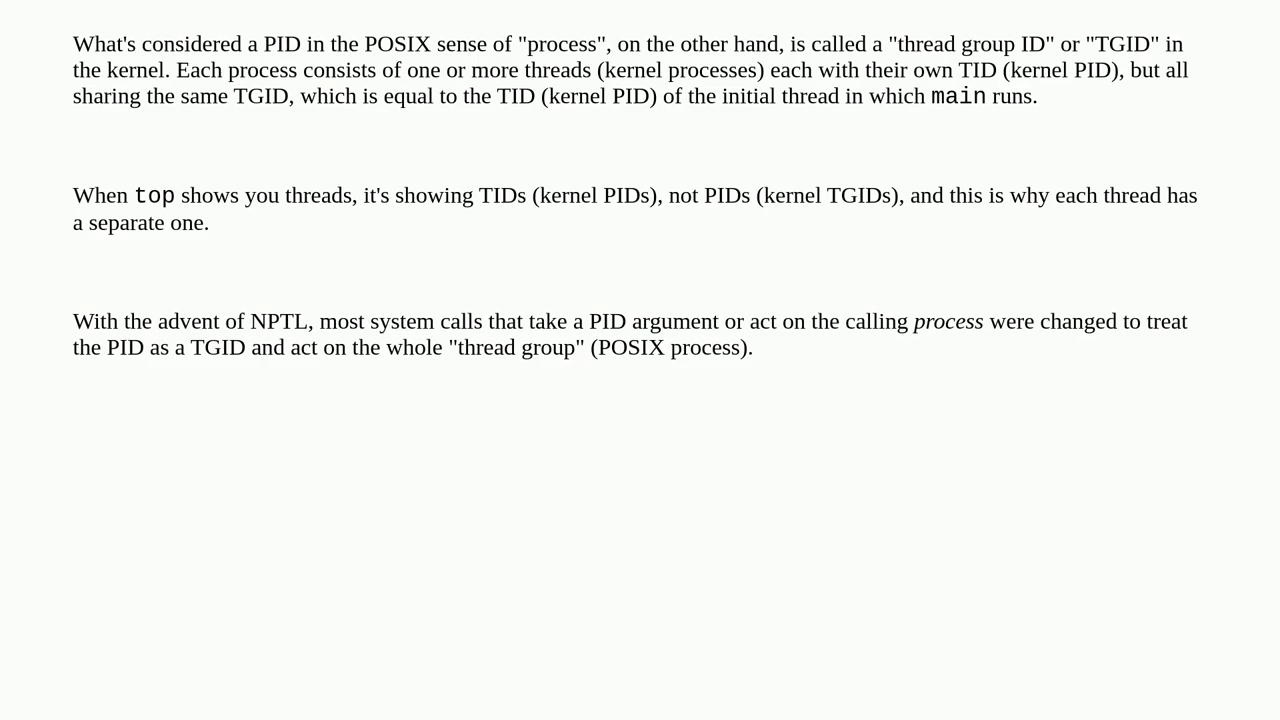 What's considered a PID in the POSIX sense of "process", on the other hand, is called a "thread group ID" or "TGID" in
the kernel. Each process consists of one or more threads (kernel processes) each with their own TID (kernel PID), but all
sharing the same TGID, which is equal to the TID (kernel PID) of the initial thread in which main runs.
When top shows you threads, it's showing TIDs (kernel PIDs), not PIDs (kernel TGIDs), and this is why each thread has
a separate one.
With the advent of NPTL, most system calls that take a PID argument or act on the calling process were changed to treat
the PID as a TGID and act on the whole "thread group" (POSIX process).